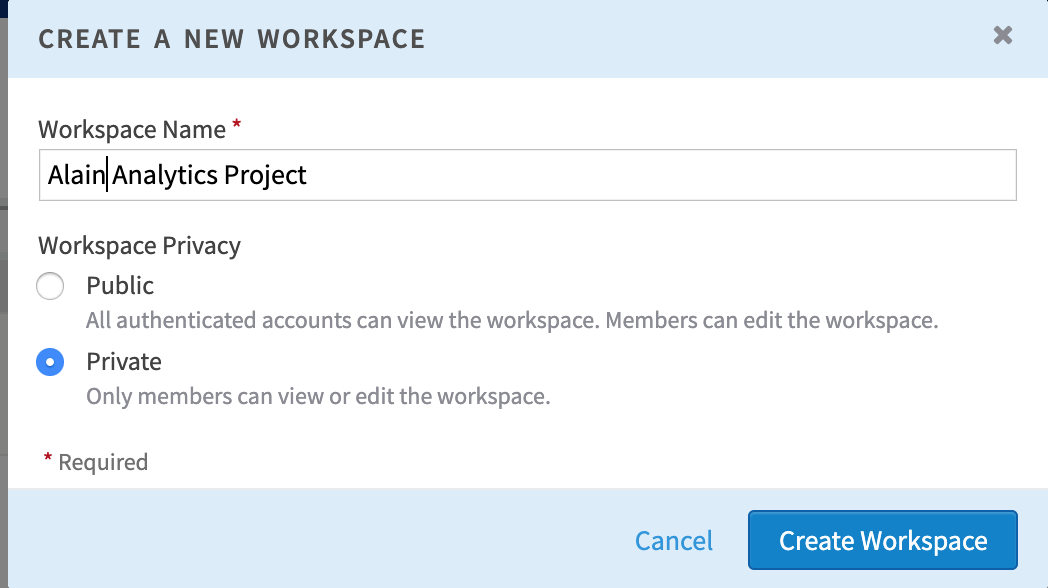 CREATE A NEW WORKSPACE
Workspace Name *
Alain Analytics Project
Workspace Privacy
Public
All authenticated accounts can view the workspace. Members can edit the workspace.
Private
Only members can view or edit the workspace.
* Required
Cancel
Create Workspace